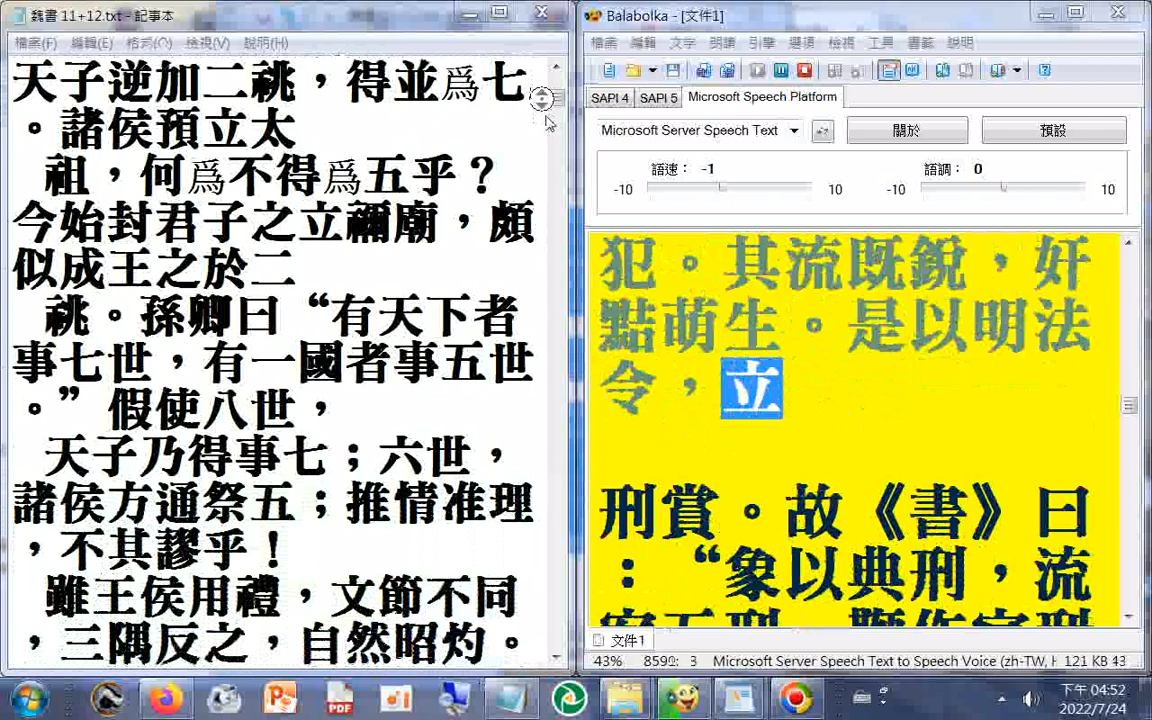 魏書 11+12.txt - 記事本
檔案(F) 編輯(E) 格式(O) 檢視(V) 說明(H)
天子逆加二祧，得並爲七
。諸侯預立太
祖，何爲不得爲五乎？
今始封君子之立禰廟，頗
似成王之於二
祧。孫卿曰“有天下者
事七世，有一國者事五世
。”假使八世，
天子乃得事七；六世，
諸侯方通祭五；推情准理
，不其謬乎！
雖王侯用禮，文節不同
，三隅反之，自然昭灼。
Balabolka - [文件1]
檔案 編輯 文字 朗讀 引擎 選項 檢視 工具 書籤 說明
SAPI 4 SAPI 5 Microsoft Speech Platform
Microsoft Server Speech Text 關於 預設
語速： -1 語調： 0
-10 10 -10 10
犯。其流既銳，奸
黠萌生。是以明法
令，立
刑賞。故《書》曰
：“象以典刑，流
宥五刑，鞭作官刑
文件1
43% 8592: 3 Microsoft Server Speech Text to Speech Voice (zh-TW, H 121 KB 43
下午 04:52
2022/7/24